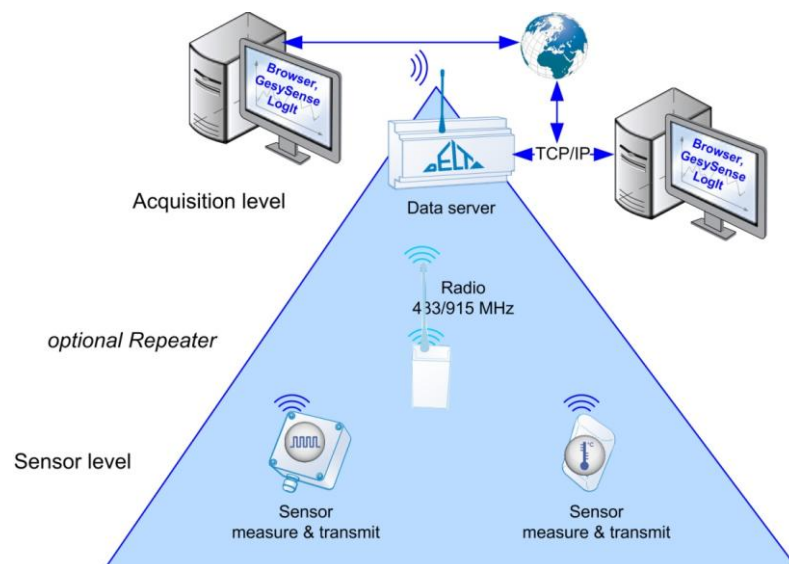 Browser,
GesySense
LogIt
DELTA
TCP/IP
Browser,
GesySense
LogIt
Acquisition level
Data server
Radio
433/915 MHz
optional Repeater
°C
Sensor level
Sensor
measure & transmit
Sensor
measure & transmit